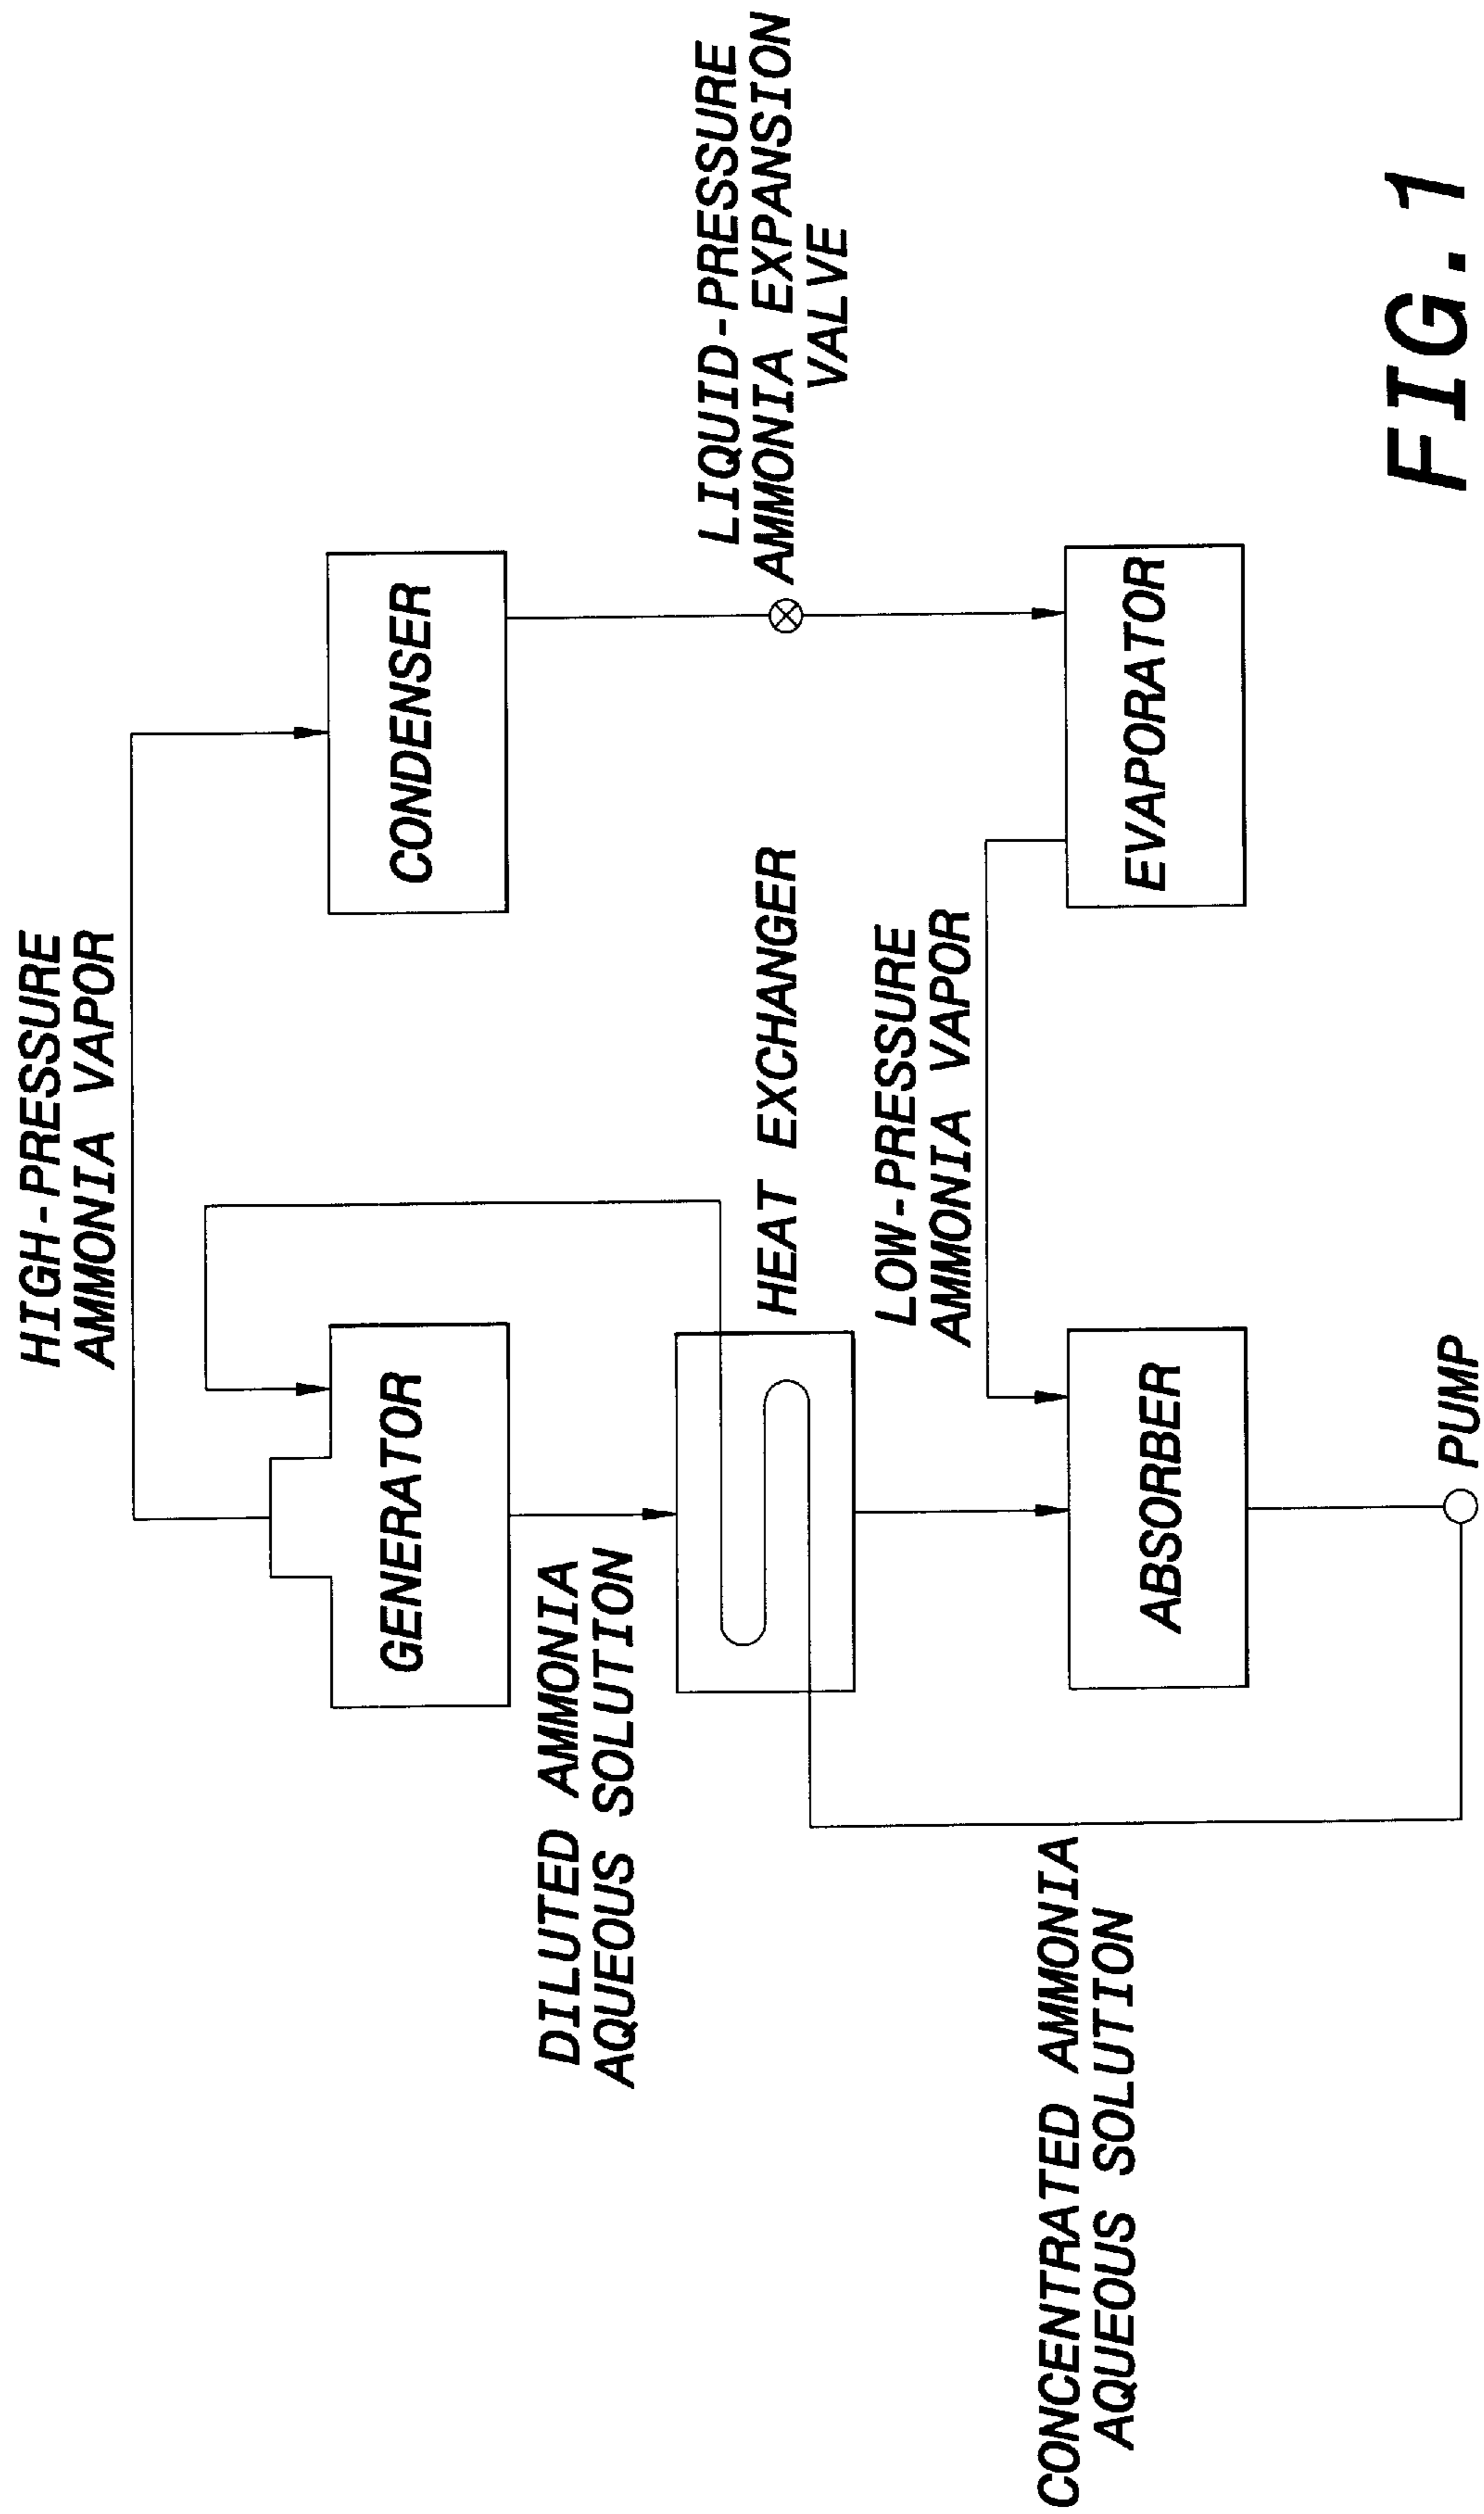 HIGH-PRESSURE
AMMONIA VAPOR
GENERATOR
CONDENSER
DILUTED AMMONIA
AQUEOUS SOLUTION
HEAT EXCHANGER
LIQUID-PRESSURE
AMMONIA EXPANSION
VALVE
LOW-PRESSURE
AMMONIA VAPOR
CONCENTRATED AMMONIA
AQUEOUS SOLUTION
ABSORBER
EVAPORATOR
PUMP
FIG. 1